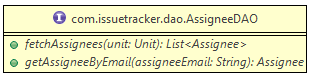 com.issuetracker.dao.AssigneeDAO
fetchAssignees(unit: Unit): List<Assignee>
getAssigneeByEmail(assigneeEmail: String): Assignee